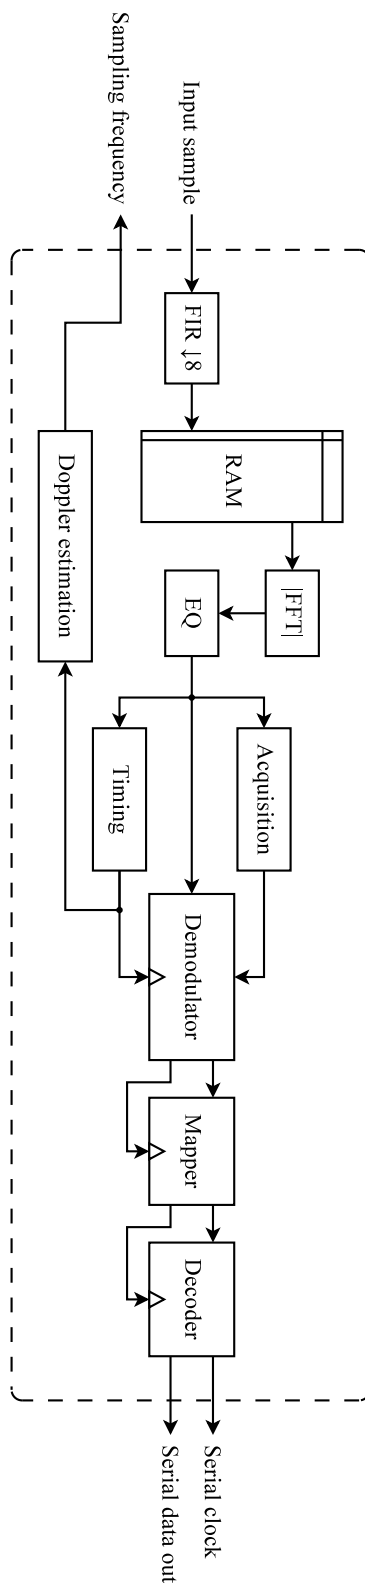 Input sample
Sampling frequency
FIR ↓8
RAM
|FFT|
EQ
Doppler estimation
Acquisition
Timing
Demodulator
Mapper
Decoder
Serial clock
Serial data out